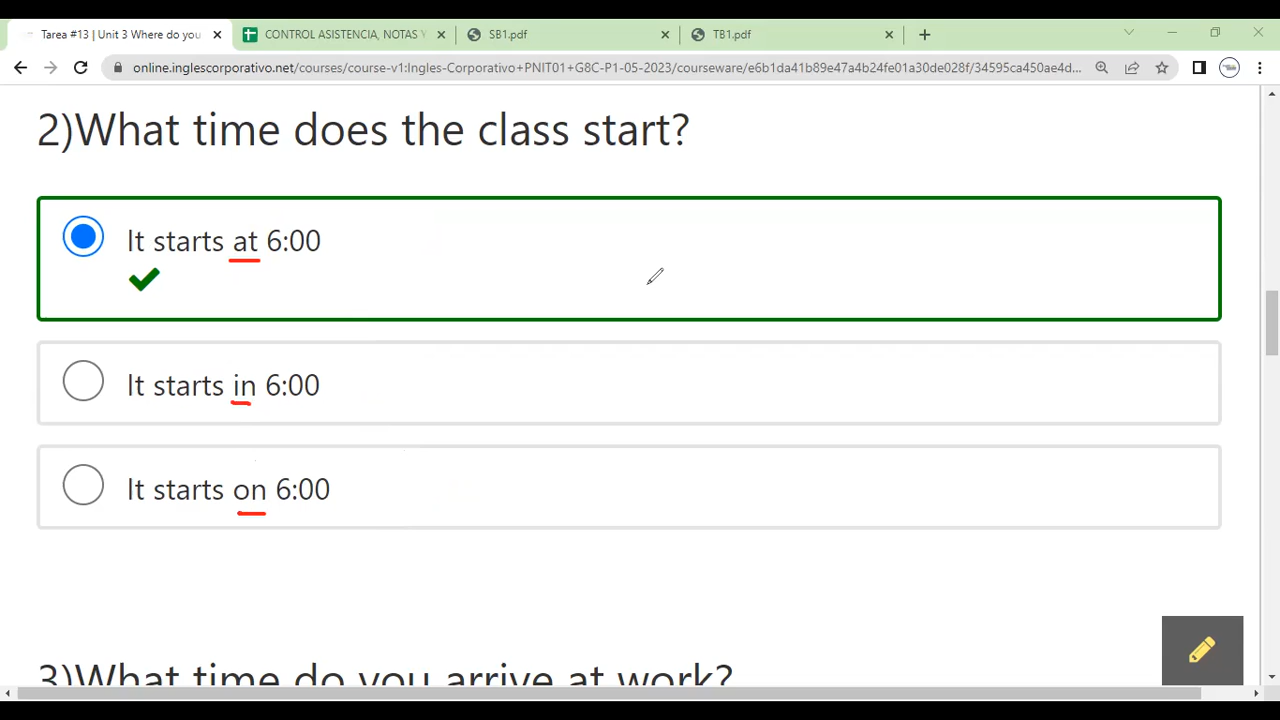 Tarea #13 | Unit 3 Where do you
CONTROL ASISTENCIA, NOTAS Y
SB1.pdf
TB1.pdf
online.inglescorporativo.net/courses/course-v1:Ingles-Corporativo+PNIT01+G8C-P1-05-2023/courseware/e6b1da41b89e47a4b24fe01a30de028f/34595ca450ae4d...
2)What time does the class start?
It starts at 6:00
It starts in 6:00
It starts on 6:00
3)What time do you arrive at work?